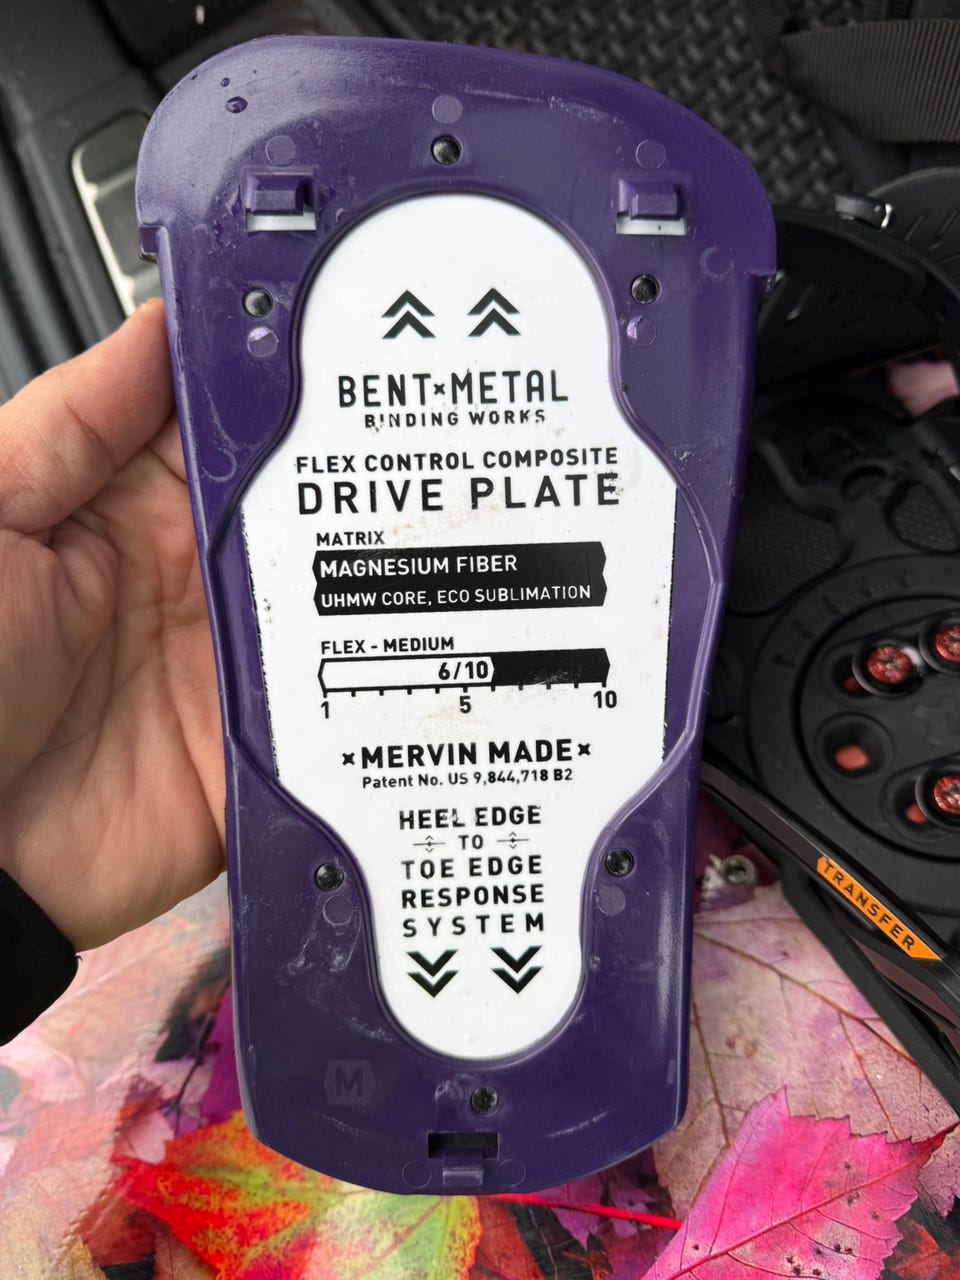 BENT×METAL
BINDING WORKS
FLEX CONTROL COMPOSITE
DRIVE PLATE
MATRIX
MAGNESIUM FIBER
UHMW CORE, ECO SUBLIMATION
FLEX - MEDIUM
6/10
1 5 10
×MERVIN MADE×
Patent No. US 9,844,718 B2
HEEL EDGE
TO
TOE EDGE
RESPONSE
SYSTEM
M
TRANSFER